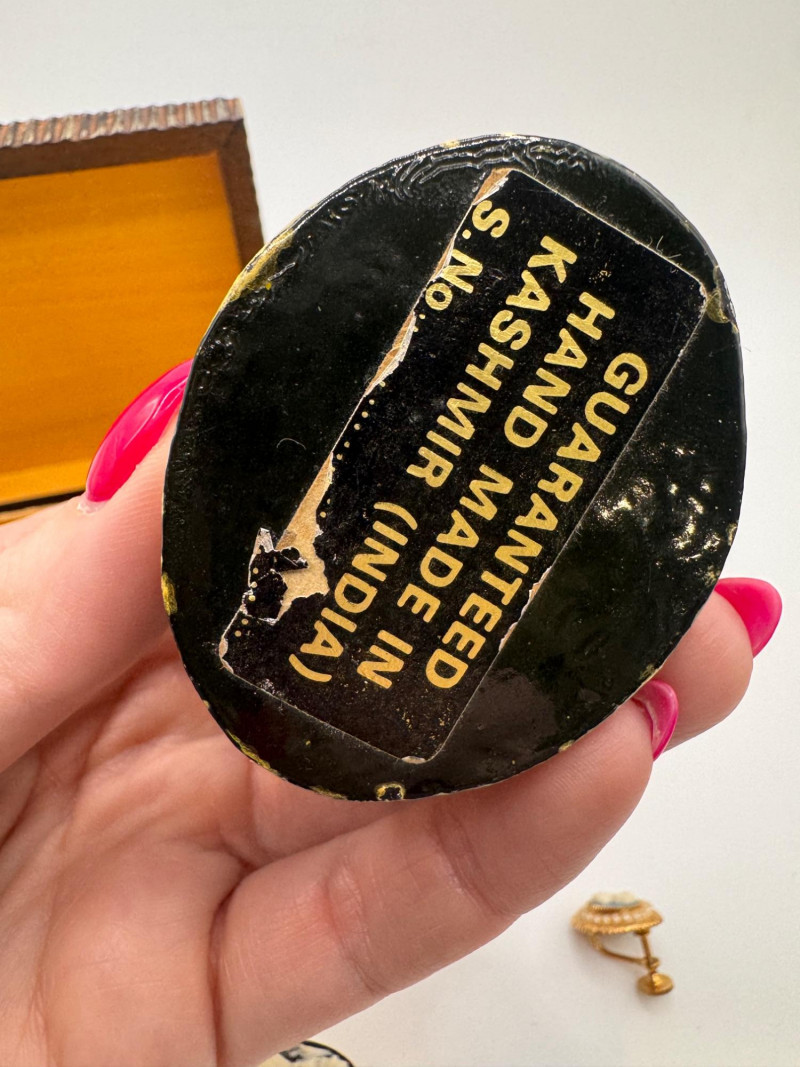 GUARANTEED
HAND MADE IN
KASHMIR (INDIA)
S.No.